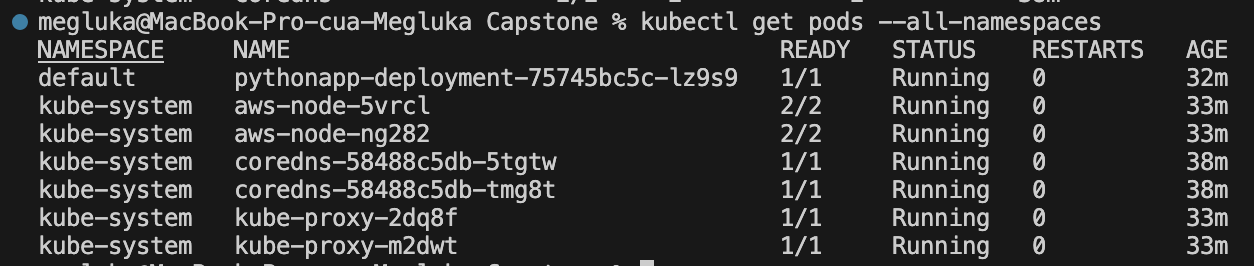 megluka@MacBook-Pro-cua-Megluka Capstone % kubectl get pods --all-namespaces
NAMESPACE NAME READY STATUS RESTARTS AGE
default pythonapp-deployment-75745bc5c-lz9s9 1/1 Running 0 32m
kube-system aws-node-5vrcl 2/2 Running 0 33m
kube-system aws-node-ng282 2/2 Running 0 33m
kube-system coredns-58488c5db-5tgtw 1/1 Running 0 38m
kube-system coredns-58488c5db-tmg8t 1/1 Running 0 38m
kube-system kube-proxy-2dq8f 1/1 Running 0 33m
kube-system kube-proxy-m2dwt 1/1 Running 0 33m